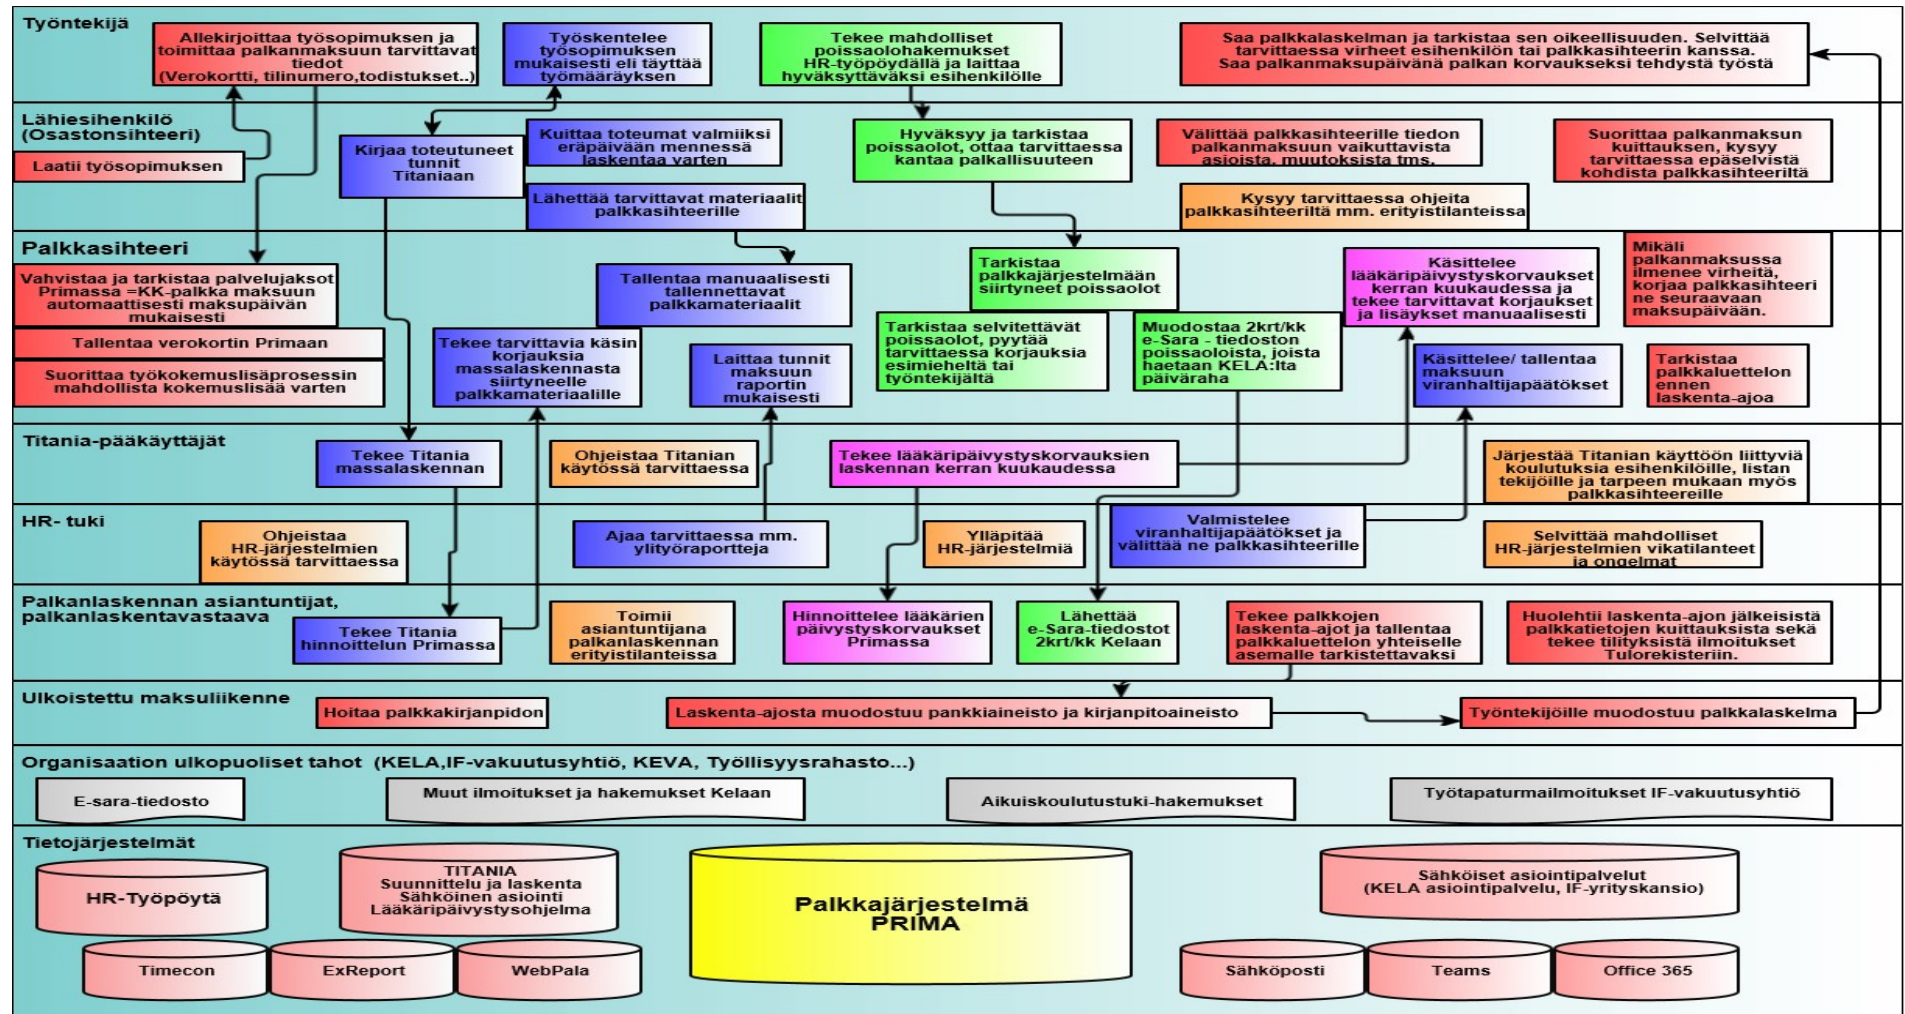 Työntekijä
Allekirjoittaa työsopimuksen ja
toimittaa palkanmaksuun tarvittavat
tiedot
(Verokortti, tilinumero,todistukset..)
Työskentelee
työsopimuksen
mukaisesti eli täyttää
työmääräyksen
Tekee mahdolliset
poissaolohakemukset
HR-työpöydällä ja laittaa
hyväksyttäväksi esihenkilölle
Saa palkkalaskelman ja tarkistaa sen oikeellisuuden. Selvittää
tarvittaessa virheet esihenkilön tai palkkasihteerin kanssa.
Saa palkanmaksupäivänä palkan korvaukseksi tehdystä työstä
Lähiesihenkilö
(Osastonsihteeri)
Laatii työsopimuksen
Kirjaa toteutuneet
tunnit
Titaniaan
Kuittaa toteumat valmiiksi
eräpäivään mennessä
laskentaa varten
Lähettää tarvittavat materiaalit
palkkasihteerille
Hyväksyy ja tarkistaa
poissaolot, ottaa tarvittaessa
kantaa palkallisuuteen
Välittää palkkasihteerille tiedon
palkanmaksuun vaikuttavista
asioista, muutoksista tms.
Kysyy tarvittaessa ohjeita
palkkasihteeriltä mm. erityistilanteissa
Suorittaa palkanmaksun
kuittauksen, kysyy
tarvittaessa epäselvistä
kohdista palkkasihteeriltä
Palkkasihteeri
Vahvistaa ja tarkistaa palvelujaksot
Primassa =KK-palkka maksuun
automaattisesti maksupäivän
mukaisesti
Tallentaa verokortin Primaan
Suorittaa työkokemuslisäprosessin
mahdollista kokemuslisää varten
Tekee tarvittavia käsin
korjauksia
massalaskennasta
siirtyneelle
palkkamateriaalille
Tallentaa manuaalisesti
tallennettavat
palkkamateriaalit
Laittaa tunnit
maksuun
raportin
mukaisesti
Tarkistaa
palkkajärjestelmään
siirtyneet poissaolot
Tarkistaa selvitettävät
poissaolot, pyytää
tarvittaessa korjauksia
esimieheltä tai
työntekijältä
Muodostaa 2krt/kk
e-Sara - tiedoston
poissaoloista, joista
haetaan KELA:lta
päiväraha
Käsittelee
lääkäripäivystyskorvaukset
kerran kuukaudessa ja
tekee tarvittavat korjaukset
ja lisäykset manuaalisesti
Käsittelee/ tallentaa
maksuun
viranhaltijapäätökset
Mikäli
palkanmaksussa
ilmenee virheitä,
korjaa palkkasihteeri
ne seuraavaan
maksupäivään.
Tarkistaa
palkkaluettelon
ennen
laskenta-ajoa
Titania-pääkäyttäjät
Tekee Titania
massalaskennan
Ohjeistaa Titanian
käytössä tarvittaessa
Tekee lääkäripäivystyskorvauksien
laskennan kerran kuukaudessa
Järjestää Titanian käyttöön liittyviä
koulutuksia esihenkilöille, listan
tekijöille ja tarpeen mukaan myös
palkkasihteereille
HR- tuki
Ohjeistaa
HR-järjestelmien
käytössä tarvittaessa
Ajaa tarvittaessa mm.
ylityöraportteja
Ylläpitää
HR-järjestelmiä
Valmistelee
viranhaltijapäätökset ja
välittää ne palkkasihteerille
Selvittää mahdolliset
HR-järjestelmien vikatilanteet
ja ongelmat
Palkanlaskennan asiantuntijat,
palkanlaskentavastaava
Tekee Titania
hinnoittelun Primassa
Toimii
asiantuntijana
palkanlaskennan
erityistilanteissa
Hinnoittelee lääkärien
päivystyskorvaukset
Primassa
Lähettää
e-Sara-tiedostot
2krt/kk Kelaan
Tekee palkkojen
laskenta-ajot ja tallentaa
palkkaluettelon yhteiselle
asemalle tarkistettavaksi
Huolehtii laskenta-ajon jälkeisistä
palkkatietojen kuittauksista sekä
tekee tilityksistä ilmoitukset
Tulorekisteriin.
Ulkoistettu maksuliikenne
Hoitaa palkkakirjanpidon
Laskenta-ajosta muodostuu pankkiaineisto ja kirjanpitoaineisto
Työntekijöille muodostuu palkkalaskelma
Organisaation ulkopuoliset tahot (KELA,IF-vakuutusyhtiö, KEVA, Työllisyysrahasto...)
E-sara-tiedosto
Muut ilmoitukset ja hakemukset Kelaan
Aikuiskoulutustuki-hakemukset
Työtapaturmailmoitukset IF-vakuutusyhtiö
Tietojärjestelmät
HR-Työpöytä
TITANIA
Suunnittelu ja laskenta
Sähköinen asiointi
Lääkäripäivystysohjelma
Palkkajärjestelmä
PRIMA
Sähköiset asiointipalvelut
(KELA asiointipalvelu, IF-yrityskansio)
Timecon
ExReport
WebPala
Sähköposti
Teams
Office 365